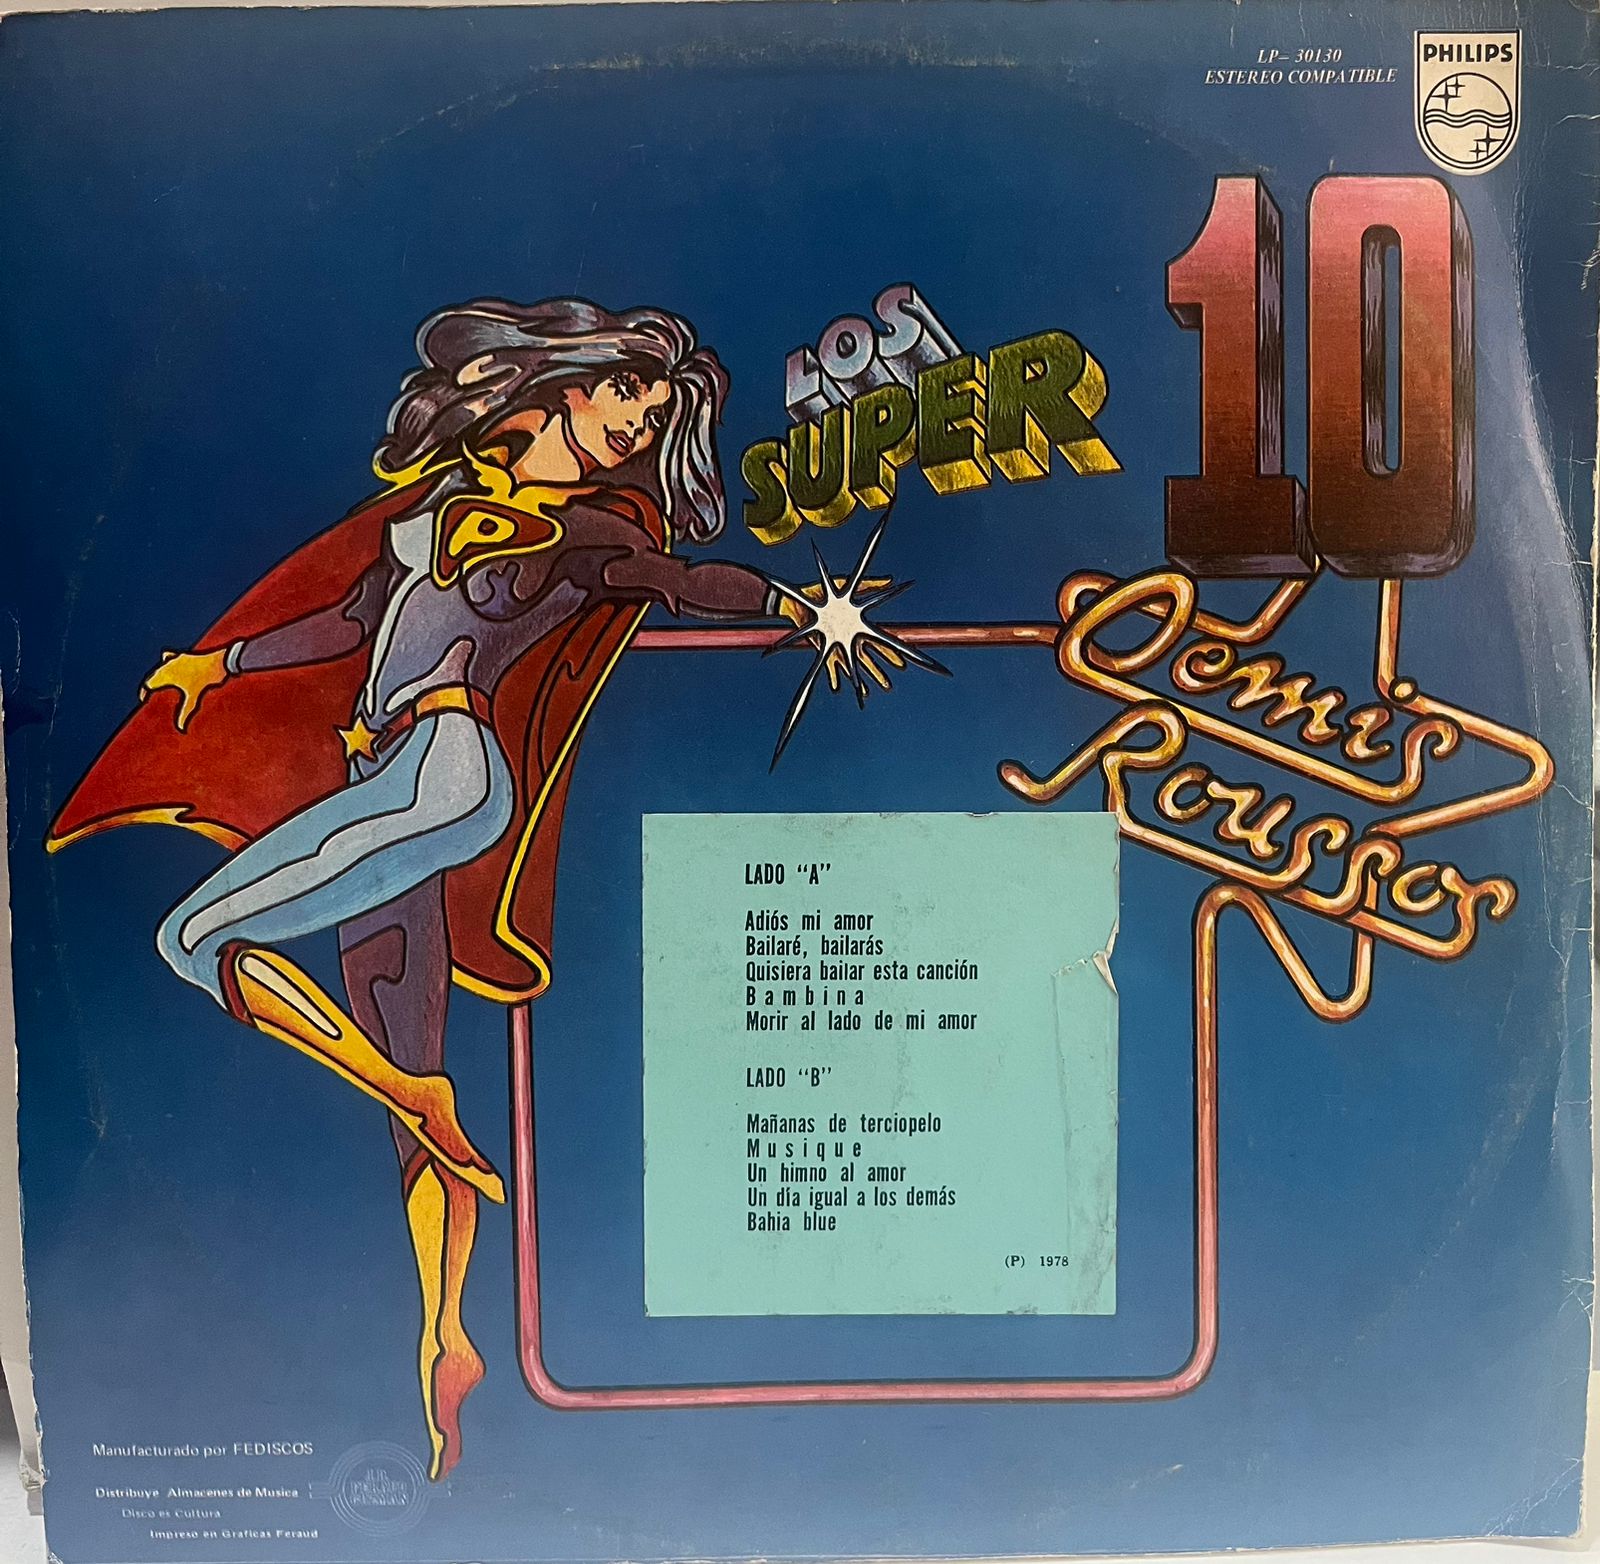 LP– 30130
ESTEREO COMPATIBLE
PHILIPS
10
LOS
SUPER
P
Demis
Roussos
LADO “A”
Adiós mi amor
Bailaré, bailarás
Quisiera bailar esta canción
Bambina
Morir al lado de mi amor
LADO “B”
Mañanas de terciopelo
Musique
Un himno al amor
Un día igual a los demás
Bahia blue
(P) 1978
Manufacturado por FEDISCOS
Distribuye Almacenes de Musica
Disco es Cultura
Impreso en Graficas Feraud